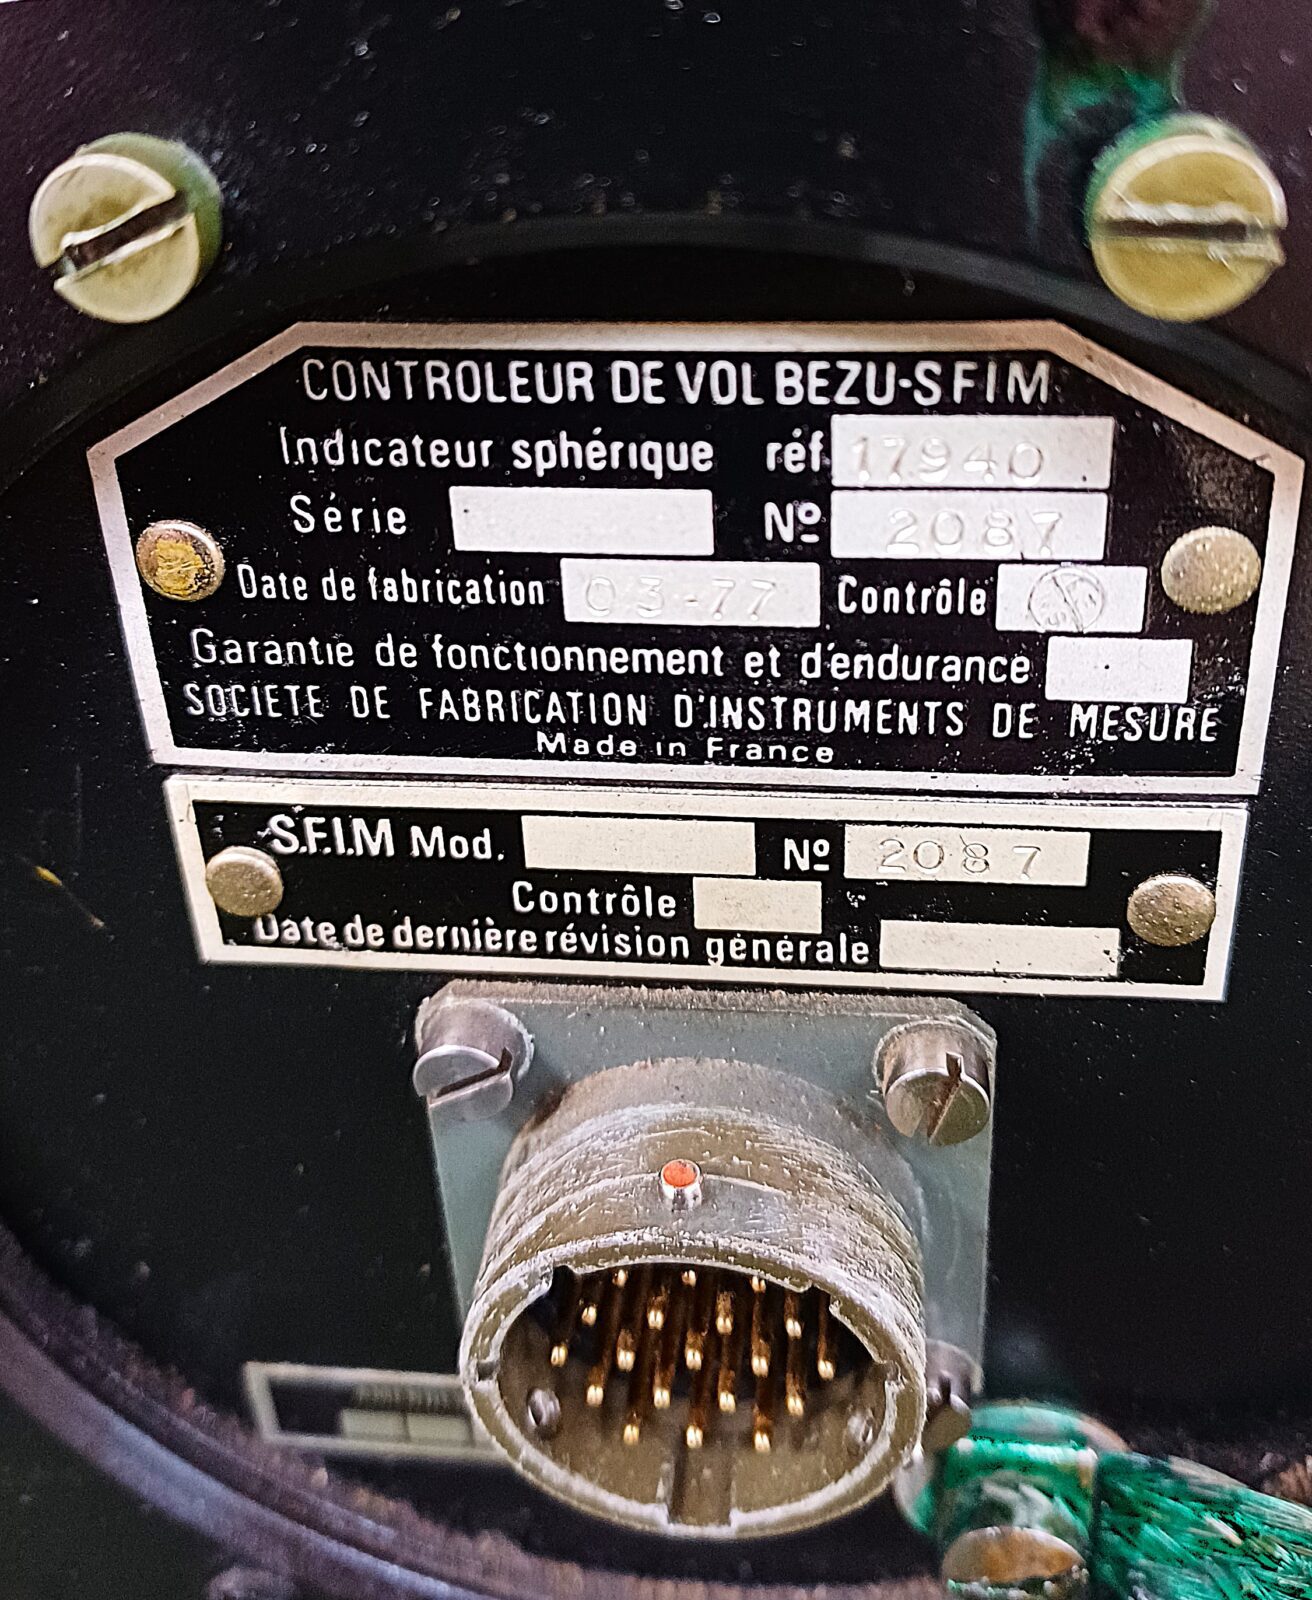 CONTROLEUR DE VOL BEZU-SFIM
Indicateur sphérique réf. 17940
Série Nº 2087
Date de fabrication 03-77 Contrôle
Garantie de fonctionnement et d'endurance
SOCIETE DE FABRICATION D'INSTRUMENTS DE MESURE
Made in France
S.F.I.M Mod. Nº 2087
Contrôle
Date de dernière révision générale